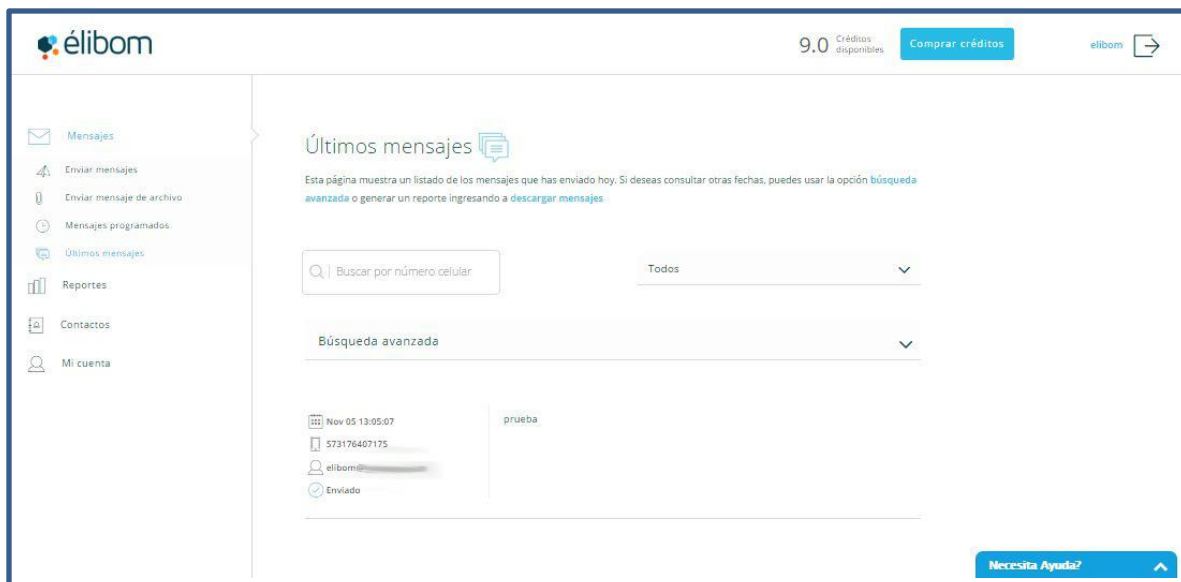 élibom
9.0 Créditos disponibles
Comprar créditos
elibom
Mensajes
Enviar mensajes
Enviar mensaje de archivo
Mensajes programados
Últimos mensajes
Reportes
Contactos
Mi cuenta
Últimos mensajes
Esta página muestra un listado de los mensajes que has enviado hoy. Si deseas consultar otras fechas, puedes usar la opción búsqueda
avanzada o generar un reporte ingresando a descargar mensajes
Buscar por número celular
Todos
Búsqueda avanzada
Nov 05 13:05:07
prueba
573176407175
elibom@
Enviado
Necesita Ayuda?